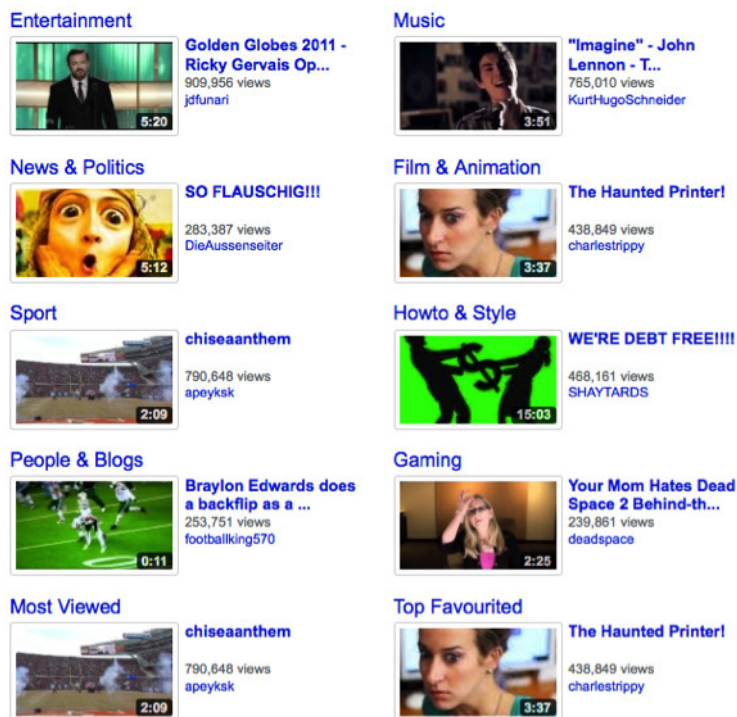 Entertainment
Golden Globes 2011 -
Ricky Gervais Op...
909,956 views
jdfunari
5:20
Music
"Imagine" - John
Lennon - T...
765,010 views
KurtHugoSchneider
3:51
News & Politics
SO FLAUSCHIG!!!
283,387 views
DieAussenseiter
5:12
Film & Animation
The Haunted Printer!
438,849 views
charlestrippy
3:37
Sport
chiseaanthem
790,648 views
apeyksk
2:09
Howto & Style
WE'RE DEBT FREE!!!!
468,161 views
SHAYTARDS
15:03
People & Blogs
Braylon Edwards does
a backflip as a ...
253,751 views
footballking570
0:11
Gaming
Your Mom Hates Dead
Space 2 Behind-th...
239,861 views
deadspace
2:25
Most Viewed
chiseaanthem
790,648 views
apeyksk
2:09
Top Favourited
The Haunted Printer!
438,849 views
charlestrippy
3:37